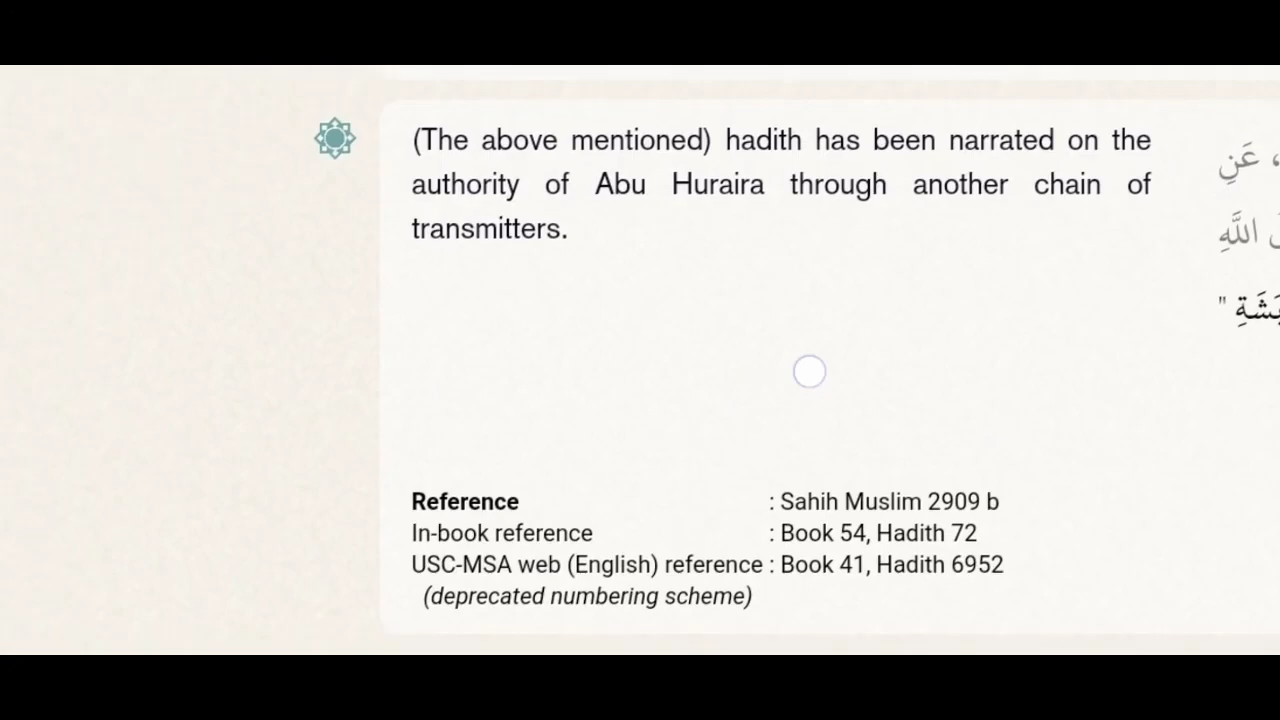 (The above mentioned) hadith has been narrated on the
authority of Abu Huraira through another chain of
transmitters.
، عَنِ
اللَّهِ
" 
Reference : Sahih Muslim 2909 b
In-book reference : Book 54, Hadith 72
USC-MSA web (English) reference : Book 41, Hadith 6952
(deprecated numbering scheme)